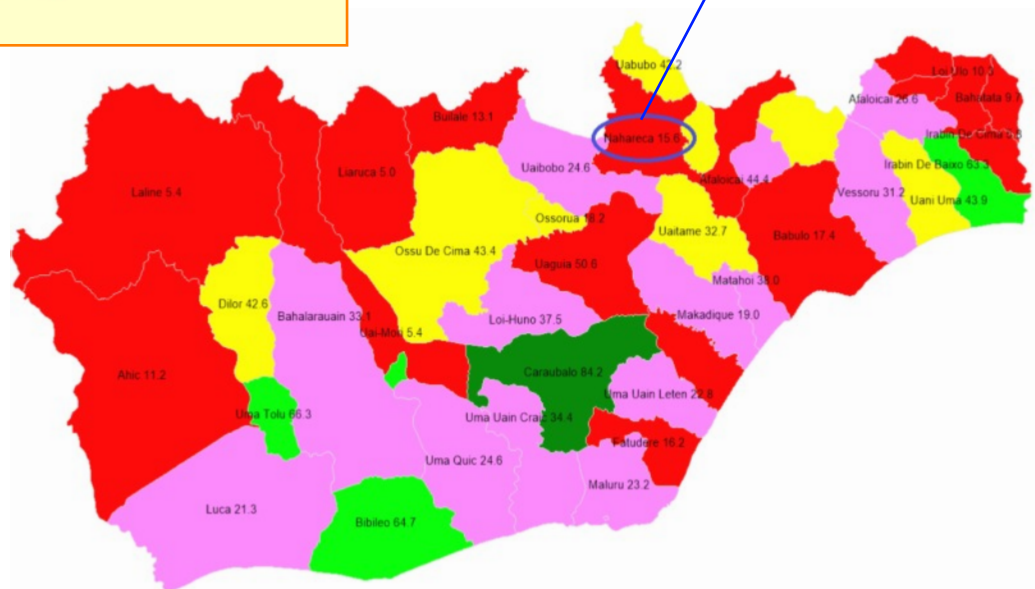 Uabubo 42.2
Loi Ulo 10.3
Bahatata 9.7
Afaloicai 26.6
Builale 13.1
Nahareca 15.6
Irabin De Cima
Irabin De Baixo 63.3
Laline 5.4
Liaruca 5.0
Uaibobo 24.6
Afaloicai 44.4
Vessoru 31.2
Uani Uma 43.9
Ossorua 18.2
Uaitame 32.7
Babulo 17.4
Ossu De Cima 43.4
Uaguia 50.6
Matahoi 38.0
Dilor 42.6
Bahalarauain 33.1
Makadique 19.0
Loi-Huno 37.5
Uai-Mori 5.4
Ahic 11.2
Caraubalo 84.2
Uma Uain Leten 22.8
Uma Tolu 66.3
Uma Uain Craic 34.4
Fatudere 16.2
Uma Quic 24.6
Maluru 23.2
Luca 21.3
Bibileo 64.7